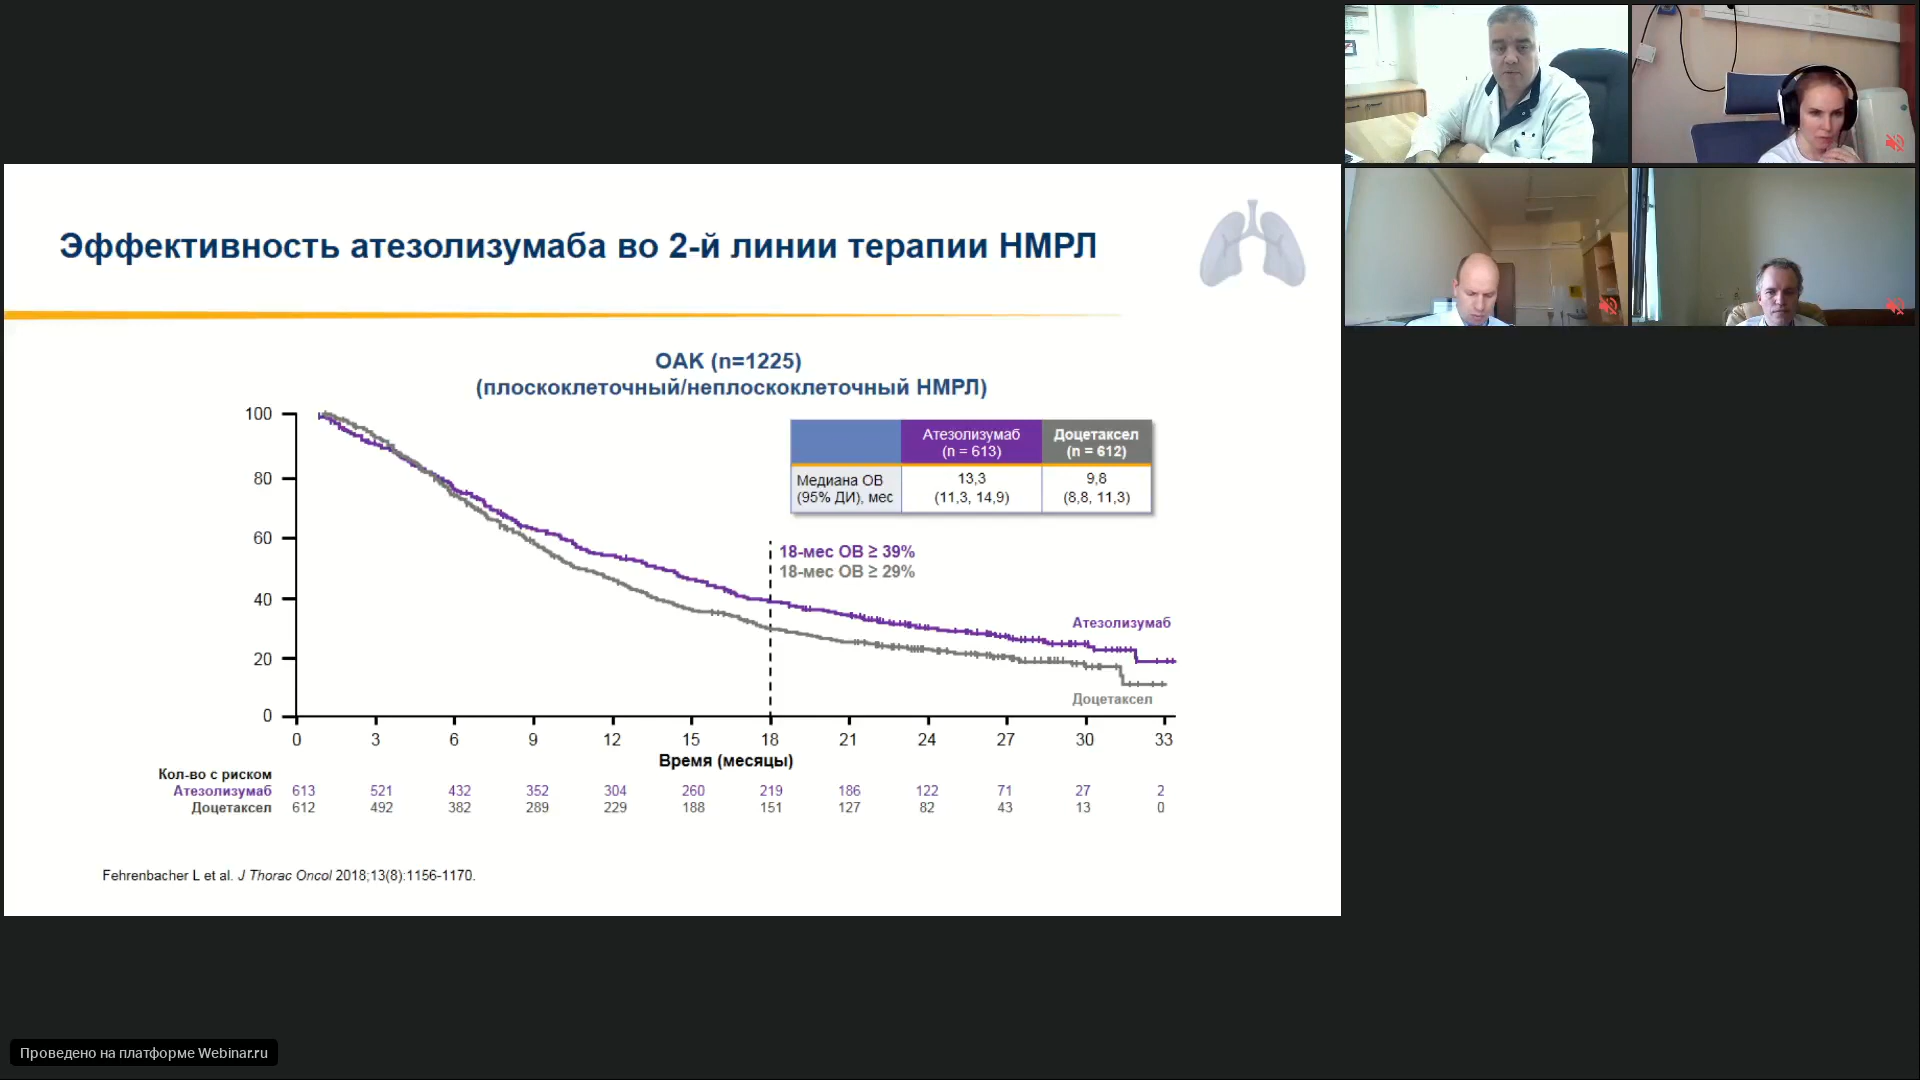 Эффективность атезолизумаба во 2-й линии терапии НМРЛ
OAK (n=1225)
(плоскоклеточный/неплоскоклеточный НМРЛ)
100
80
60
40
20
0
Атезолизумаб Доцетаксел
(n = 613) (n = 612)
Медиана ОВ 13,3 9,8
(95% ДИ), мес (11,3, 14,9) (8,8, 11,3)
18-мес ОВ ≥ 39%
18-мес ОВ ≥ 29%
Атезолизумаб
Доцетаксел
0 3 6 9 12 15 18 21 24 27 30 33
Время (месяцы)
Кол-во с риском
Атезолизумаб 613 521 432 352 304 260 219 186 122 71 27 2
Доцетаксел 612 492 382 289 229 188 151 127 82 43 13 0
Fehrenbacher L et al. J Thorac Oncol 2018;13(8):1156-1170.
Проведено на платформе Webinar.ru